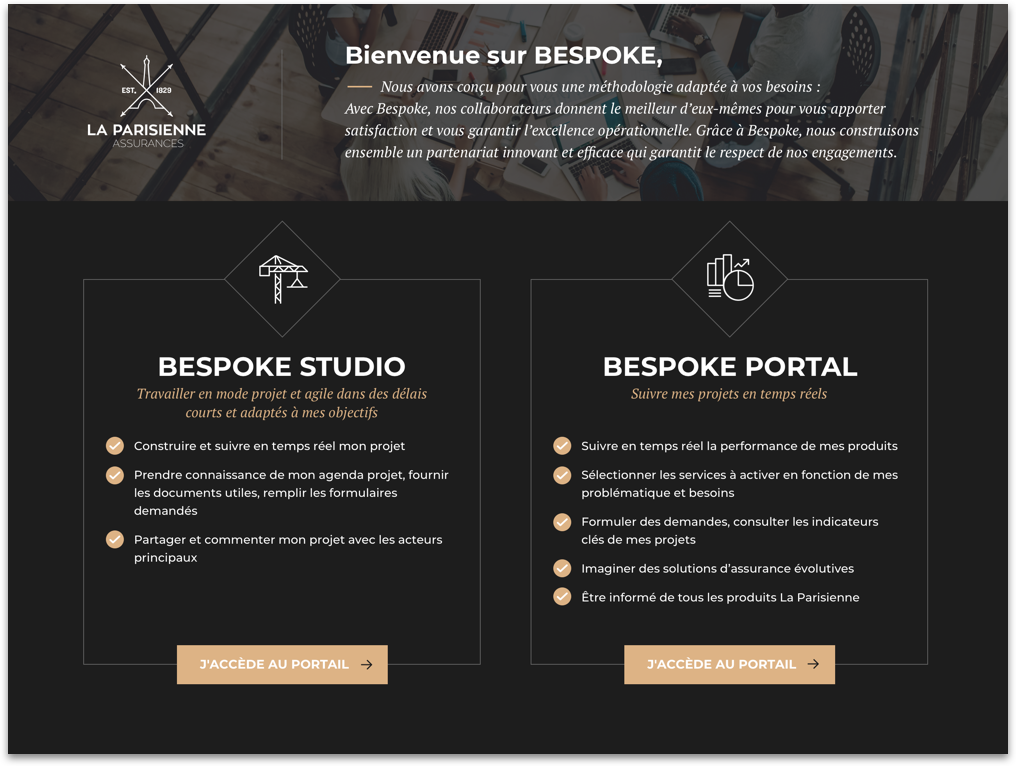 Bienvenue sur BESPOKE,
Nous avons conçu pour vous une méthodologie adaptée à vos besoins :
Avec Bespoke, nos collaborateurs donnent le meilleur d’eux-mêmes pour vous apporter
satisfaction et vous garantir l’excellence opérationnelle. Grâce à Bespoke, nous construisons
ensemble un partenariat innovant et efficace qui garantit le respect de nos engagements.
EST. 1829
LA PARISIENNE
ASSURANCES
BESPOKE STUDIO
Travailler en mode projet et agile dans des délais
courts et adaptés à mes objectifs
Construire et suivre en temps réel mon projet
Prendre connaissance de mon agenda projet, fournir
les documents utiles, remplir les formulaires
demandés
Partager et commenter mon projet avec les acteurs
principaux
J'ACCÈDE AU PORTAIL
BESPOKE PORTAL
Suivre mes projets en temps réels
Suivre en temps réel la performance de mes produits
Sélectionner les services à activer en fonction de mes
problématique et besoins
Formuler des demandes, consulter les indicateurs
clés de mes projets
Imaginer des solutions d’assurance évolutives
Être informé de tous les produits La Parisienne
J'ACCÈDE AU PORTAIL